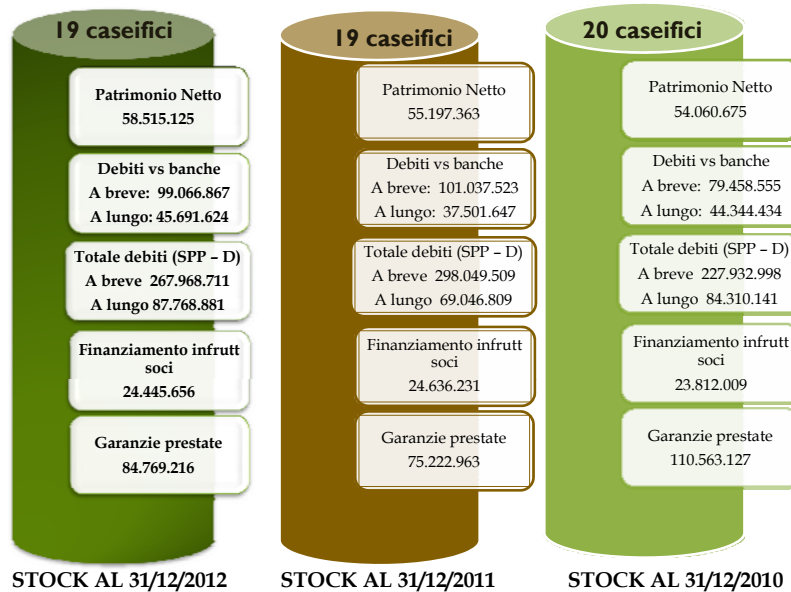 19 caseifici
Patrimonio Netto
58.515.125
Debiti vs banche
A breve: 99.066.867
A lungo: 45.691.624
Totale debiti (SPP – D)
A breve 267.968.711
A lungo 87.768.881
Finanziamento infrutt
soci
24.445.656
Garanzie prestate
84.769.216
STOCK AL 31/12/2012
19 caseifici
Patrimonio Netto
55.197.363
Debiti vs banche
A breve: 101.037.523
A lungo: 37.501.647
Totale debiti (SPP – D)
A breve 298.049.509
A lungo 69.046.809
Finanziamento infrutt
soci
24.636.231
Garanzie prestate
75.222.963
STOCK AL 31/12/2011
20 caseifici
Patrimonio Netto
54.060.675
Debiti vs banche
A breve: 79.458.555
A lungo: 44.344.434
Totale debiti (SPP – D)
A breve 227.932.998
A lungo 84.310.141
Finanziamento infrutt
soci
23.812.009
Garanzie prestate
110.563.127
STOCK AL 31/12/2010